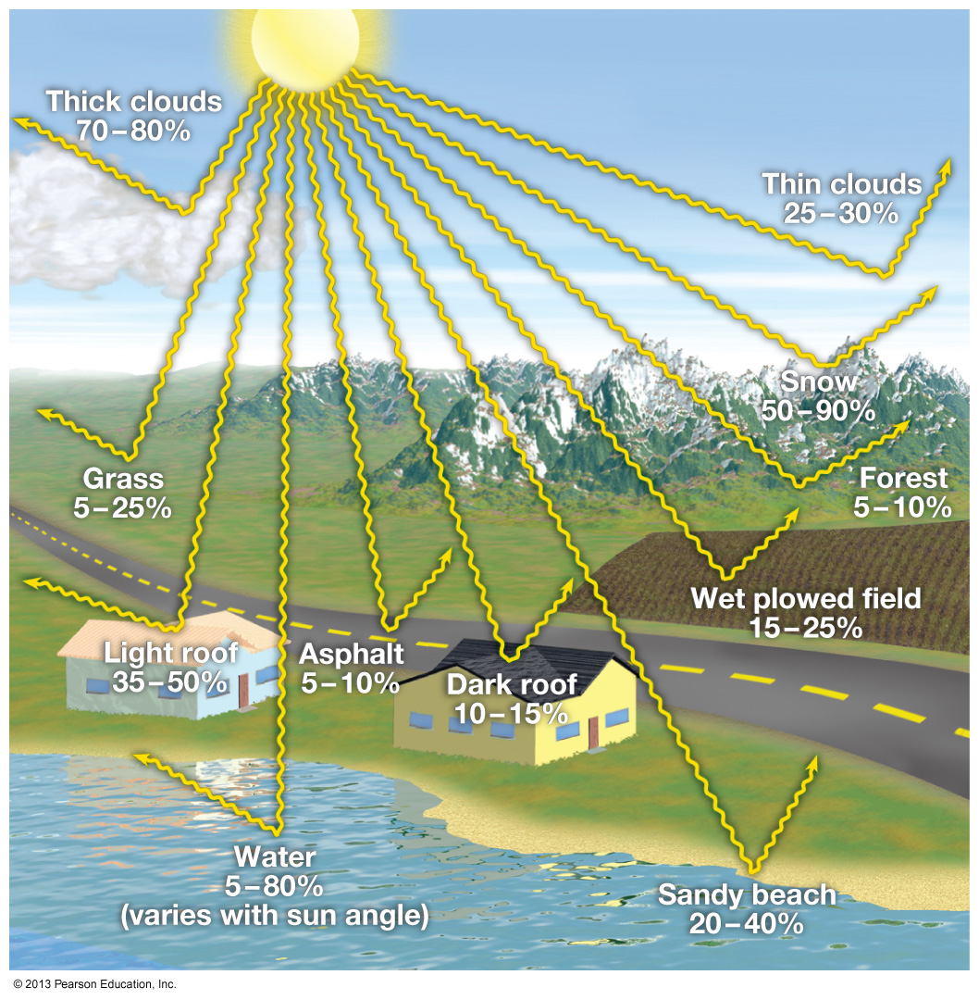 Thick clouds
70–80%
Thin clouds
25–30%
Snow
50–90%
Grass
5–25%
Forest
5–10%
Wet plowed field
15–25%
Light roof
35–50%
Asphalt
5–10%
Dark roof
10–15%
Water
5–80%
(varies with sun angle)
Sandy beach
20–40%
© 2013 Pearson Education, Inc.